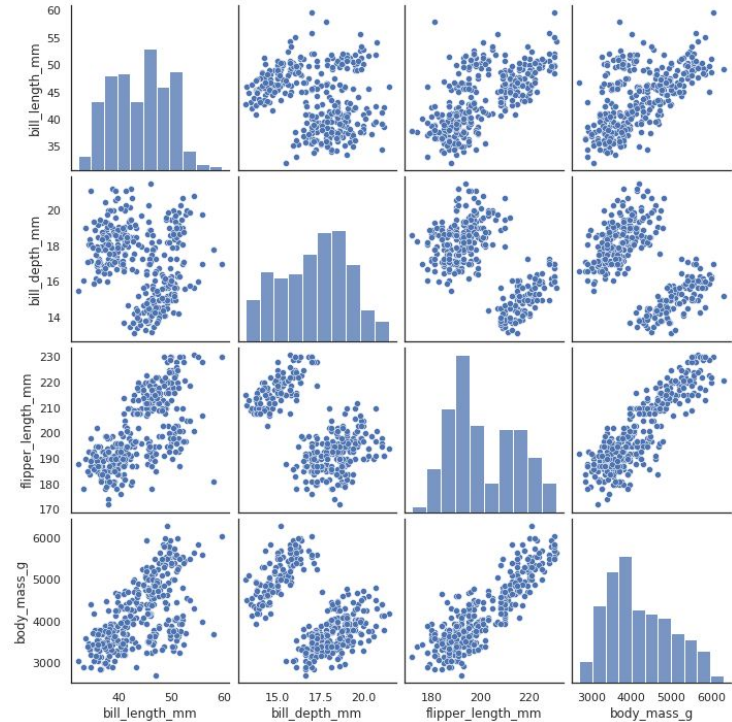 60
55
50
45
40
35
bill_length_mm
20
18
16
14
bill_depth_mm
230
220
210
200
190
180
170
flipper_length_mm
6000
5000
4000
3000
body_mass_g
40 50 60
bill_length_mm
15.0 17.5 20.0
bill_depth_mm
180 200 220
flipper_length_mm
3000 4000 5000 6000
body_mass_g